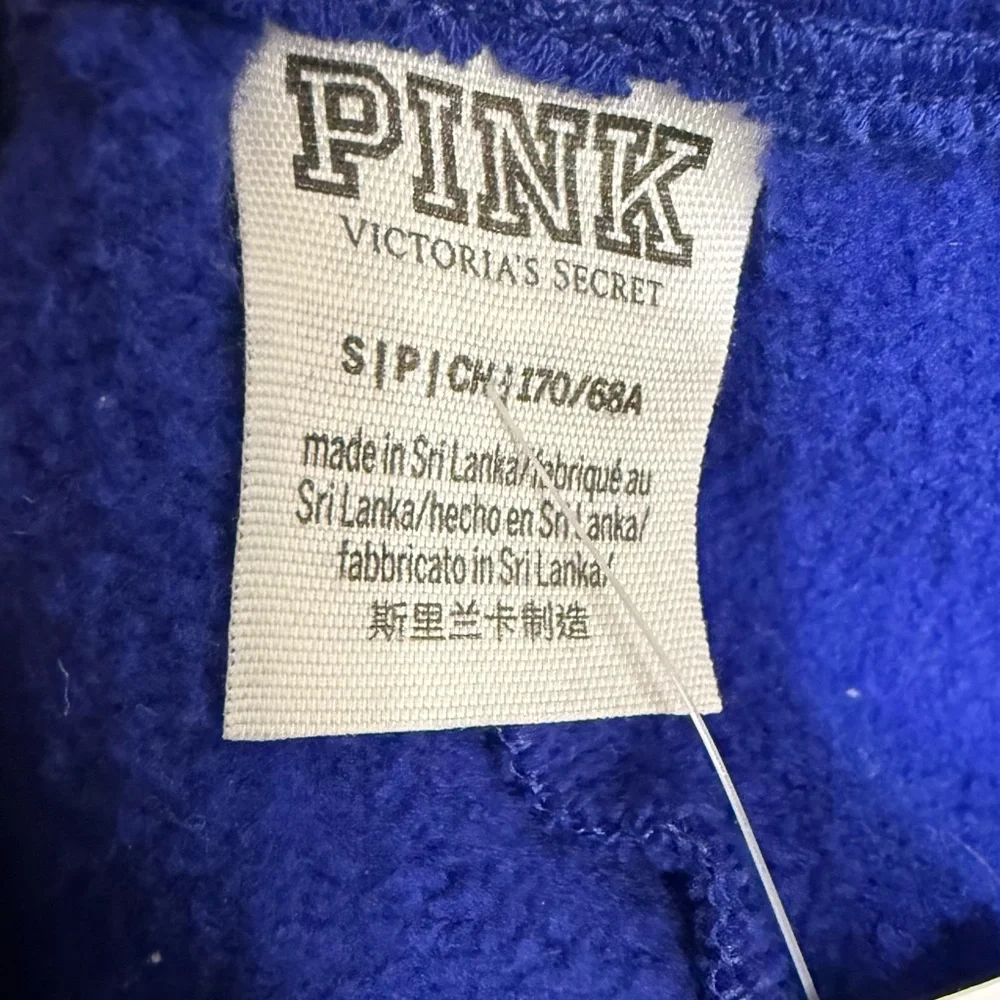 PINK
VICTORIA'S SECRET
S|P|CH|170/68A
made in Sri Lanka/fabriqué au
Sri Lanka/hecho en Sri Lanka/
fabbricato in Sri Lanka/
斯里兰卡制造